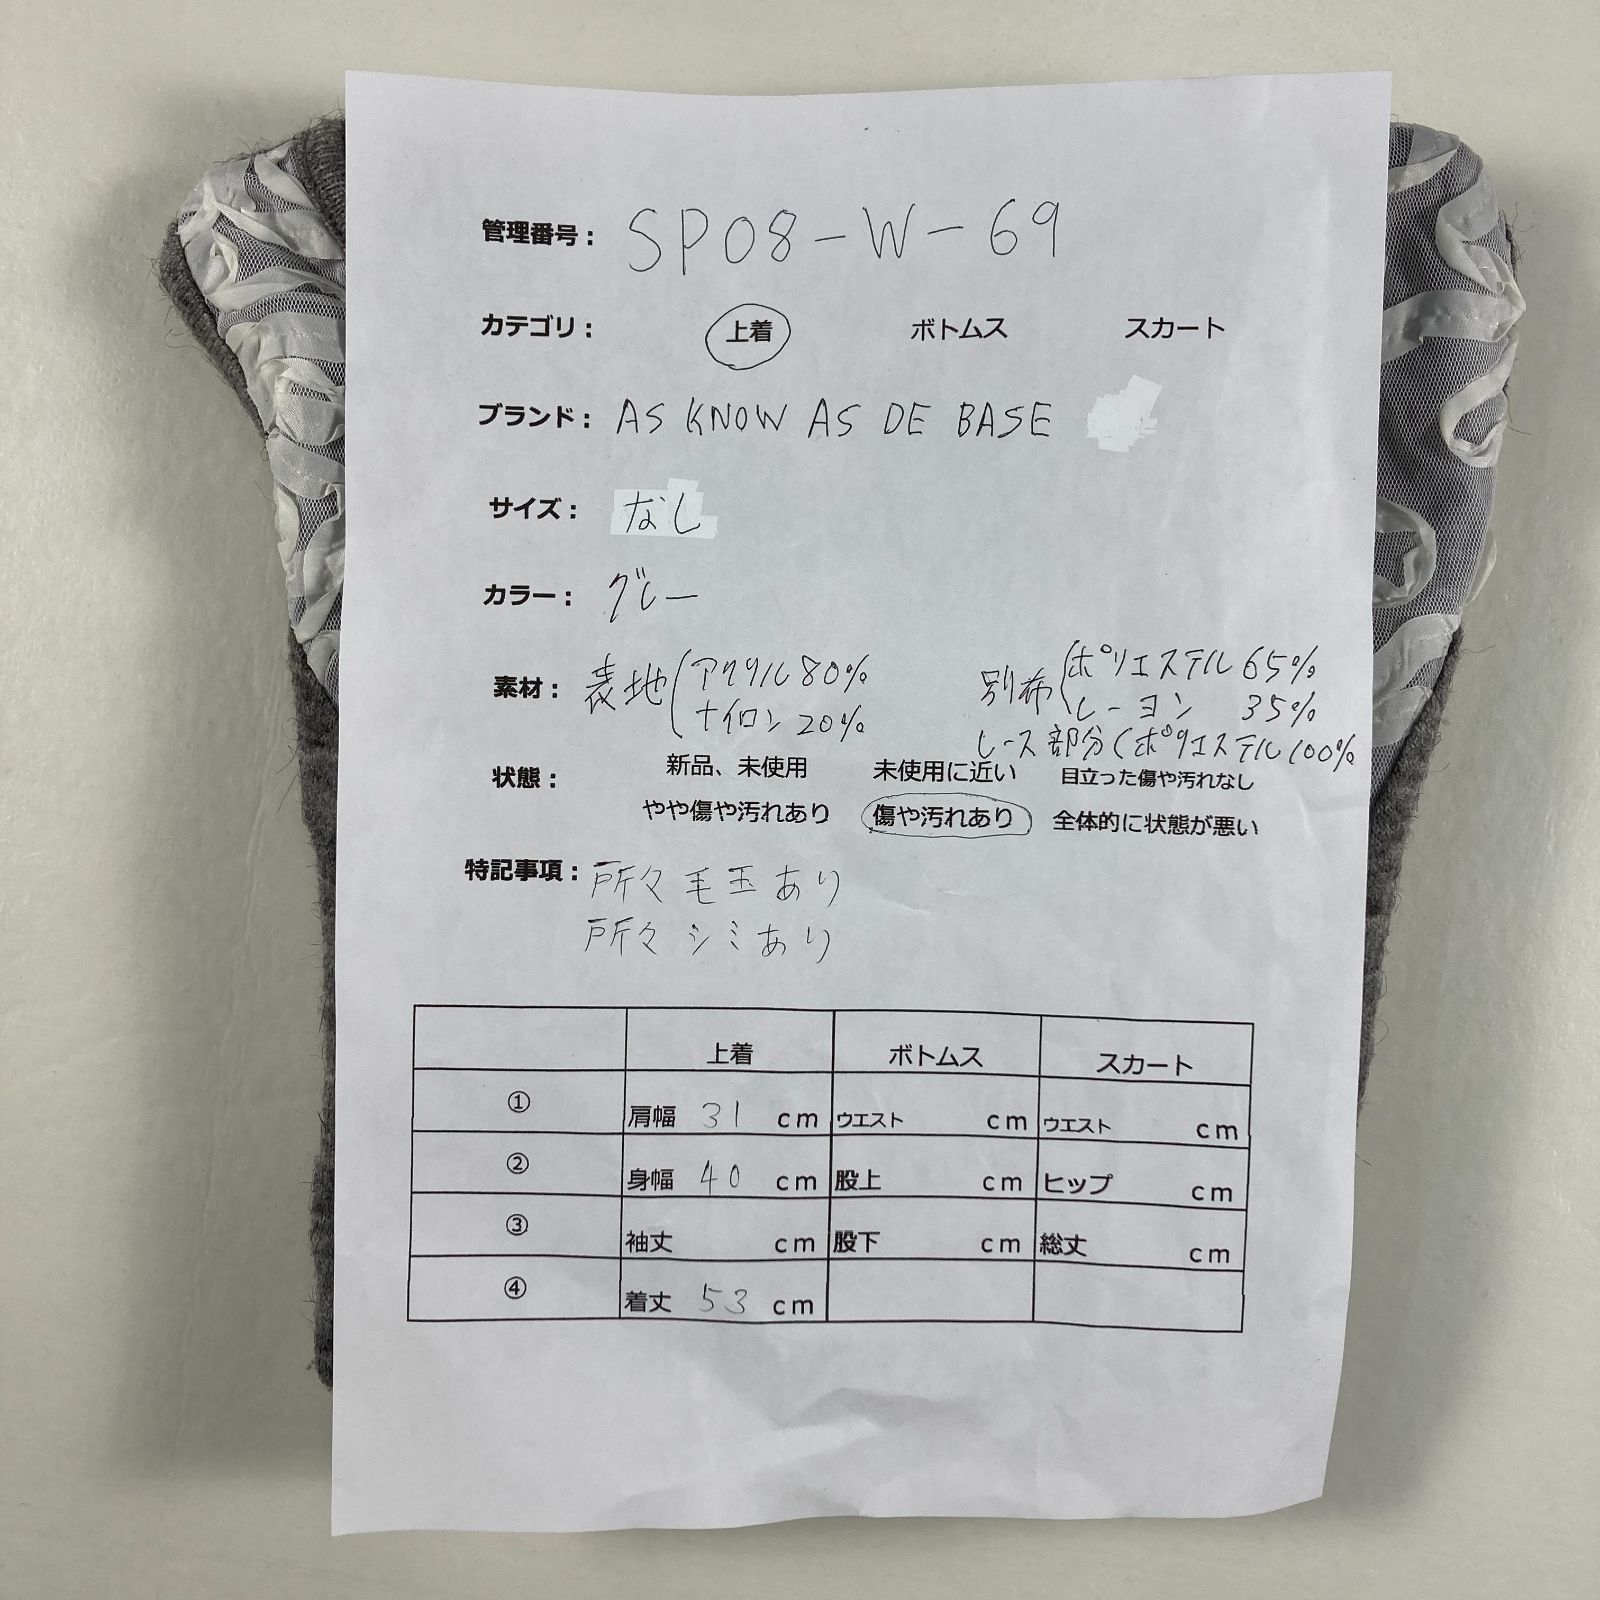 管理番号： SP08-W-69
カテゴリ： 上着 ボトムス スカート
ブランド： AS KNOW AS DE BASE
サイズ： なし
カラー： グレー
素材： 表地(アクリル80% ナイロン20% 別布(ポリエステル65% レーヨン 35%
レース部分(ポリエステル100%
状態： 新品、未使用 未使用に近い 目立った傷や汚れなし
やや傷や汚れあり 傷や汚れあり 全体的に状態が悪い
特記事項： 所々毛玉あり
所々シミあり
上着 ボトムス スカート
① 肩幅 31 cm ウエスト cm ウエスト cm
② 身幅 40 cm 股上 cm ヒップ cm
③ 袖丈 cm 股下 cm 総丈 cm
④ 着丈 53 cm